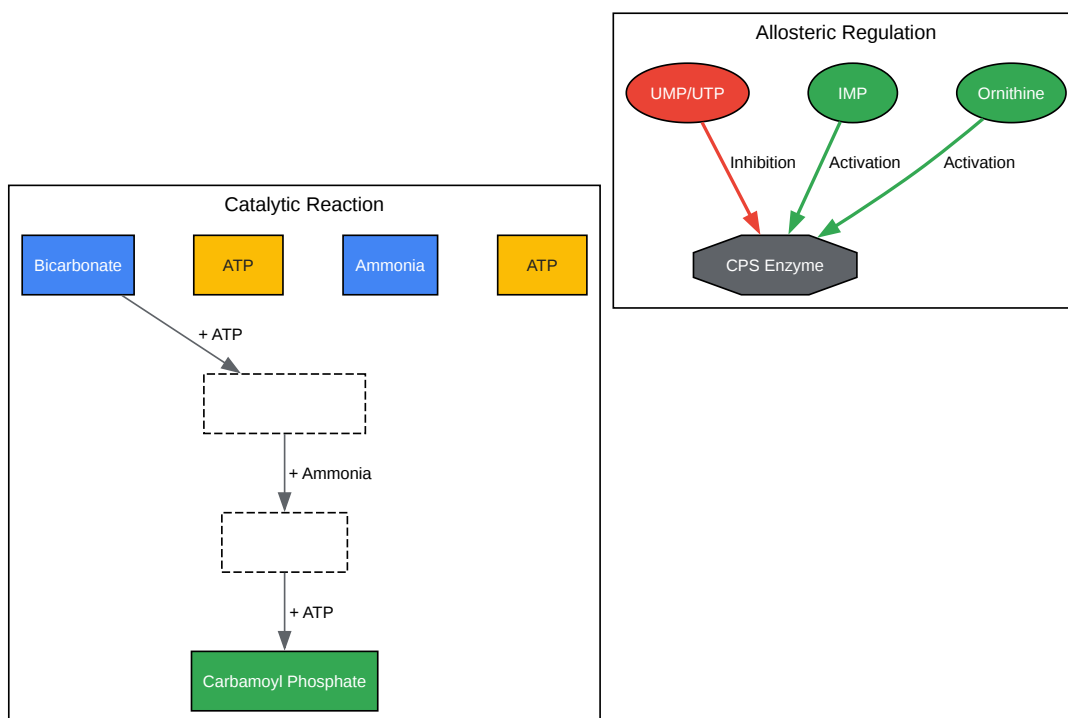 Allosteric Regulation
UMP/UTP
IMP
Ornithine
Inhibition
Activation
Activation
CPS Enzyme
Catalytic Reaction
Bicarbonate
ATP
Ammonia
ATP
+ ATP
+ Ammonia
+ ATP
Carbamoyl Phosphate